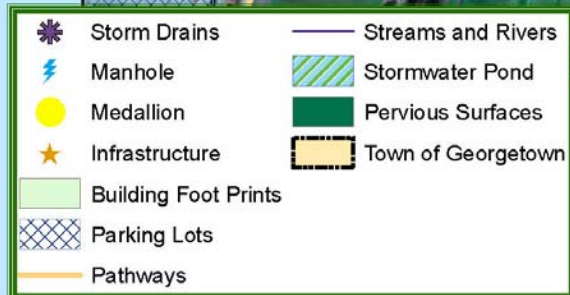 Storm Drains
Manhole
Medallion
Infrastructure
Building Foot Prints
Parking Lots
Pathways
Streams and Rivers
Stormwater Pond
Pervious Surfaces
Town of Georgetown